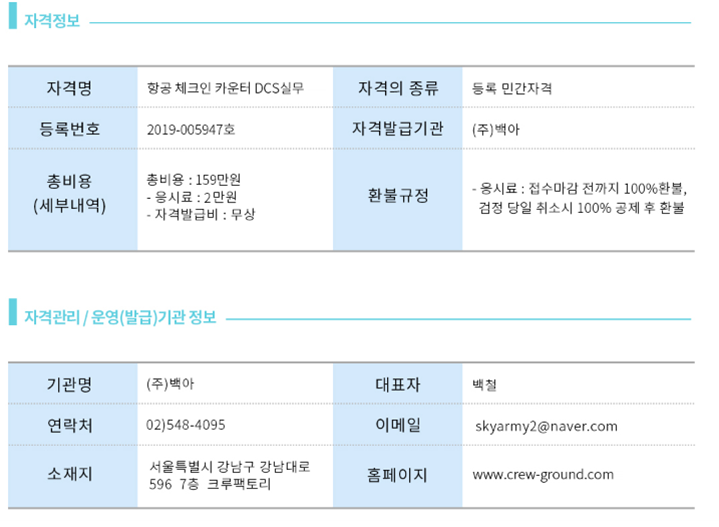 자격정보
자격명 항공 체크인 카운터 DCS실무 자격의 종류 등록 민간자격
등록번호 2019-005947호 자격발급기관 (주)백아
총비용
(세부내역)
총비용 : 159만원
- 응시료 : 2만원
- 자격발급비 : 무상
환불규정
- 응시료 : 접수마감 전까지 100%환불,
검정 당일 취소시 100% 공제 후 환불
자격관리 / 운영(발급)기관 정보
기관명 (주)백아 대표자 백철
연락처 02)548-4095 이메일 skyarmy2@naver.com
소재지
서울특별시 강남구 강남대로
596 7층 크루팩토리
홈페이지 www.crew-ground.com